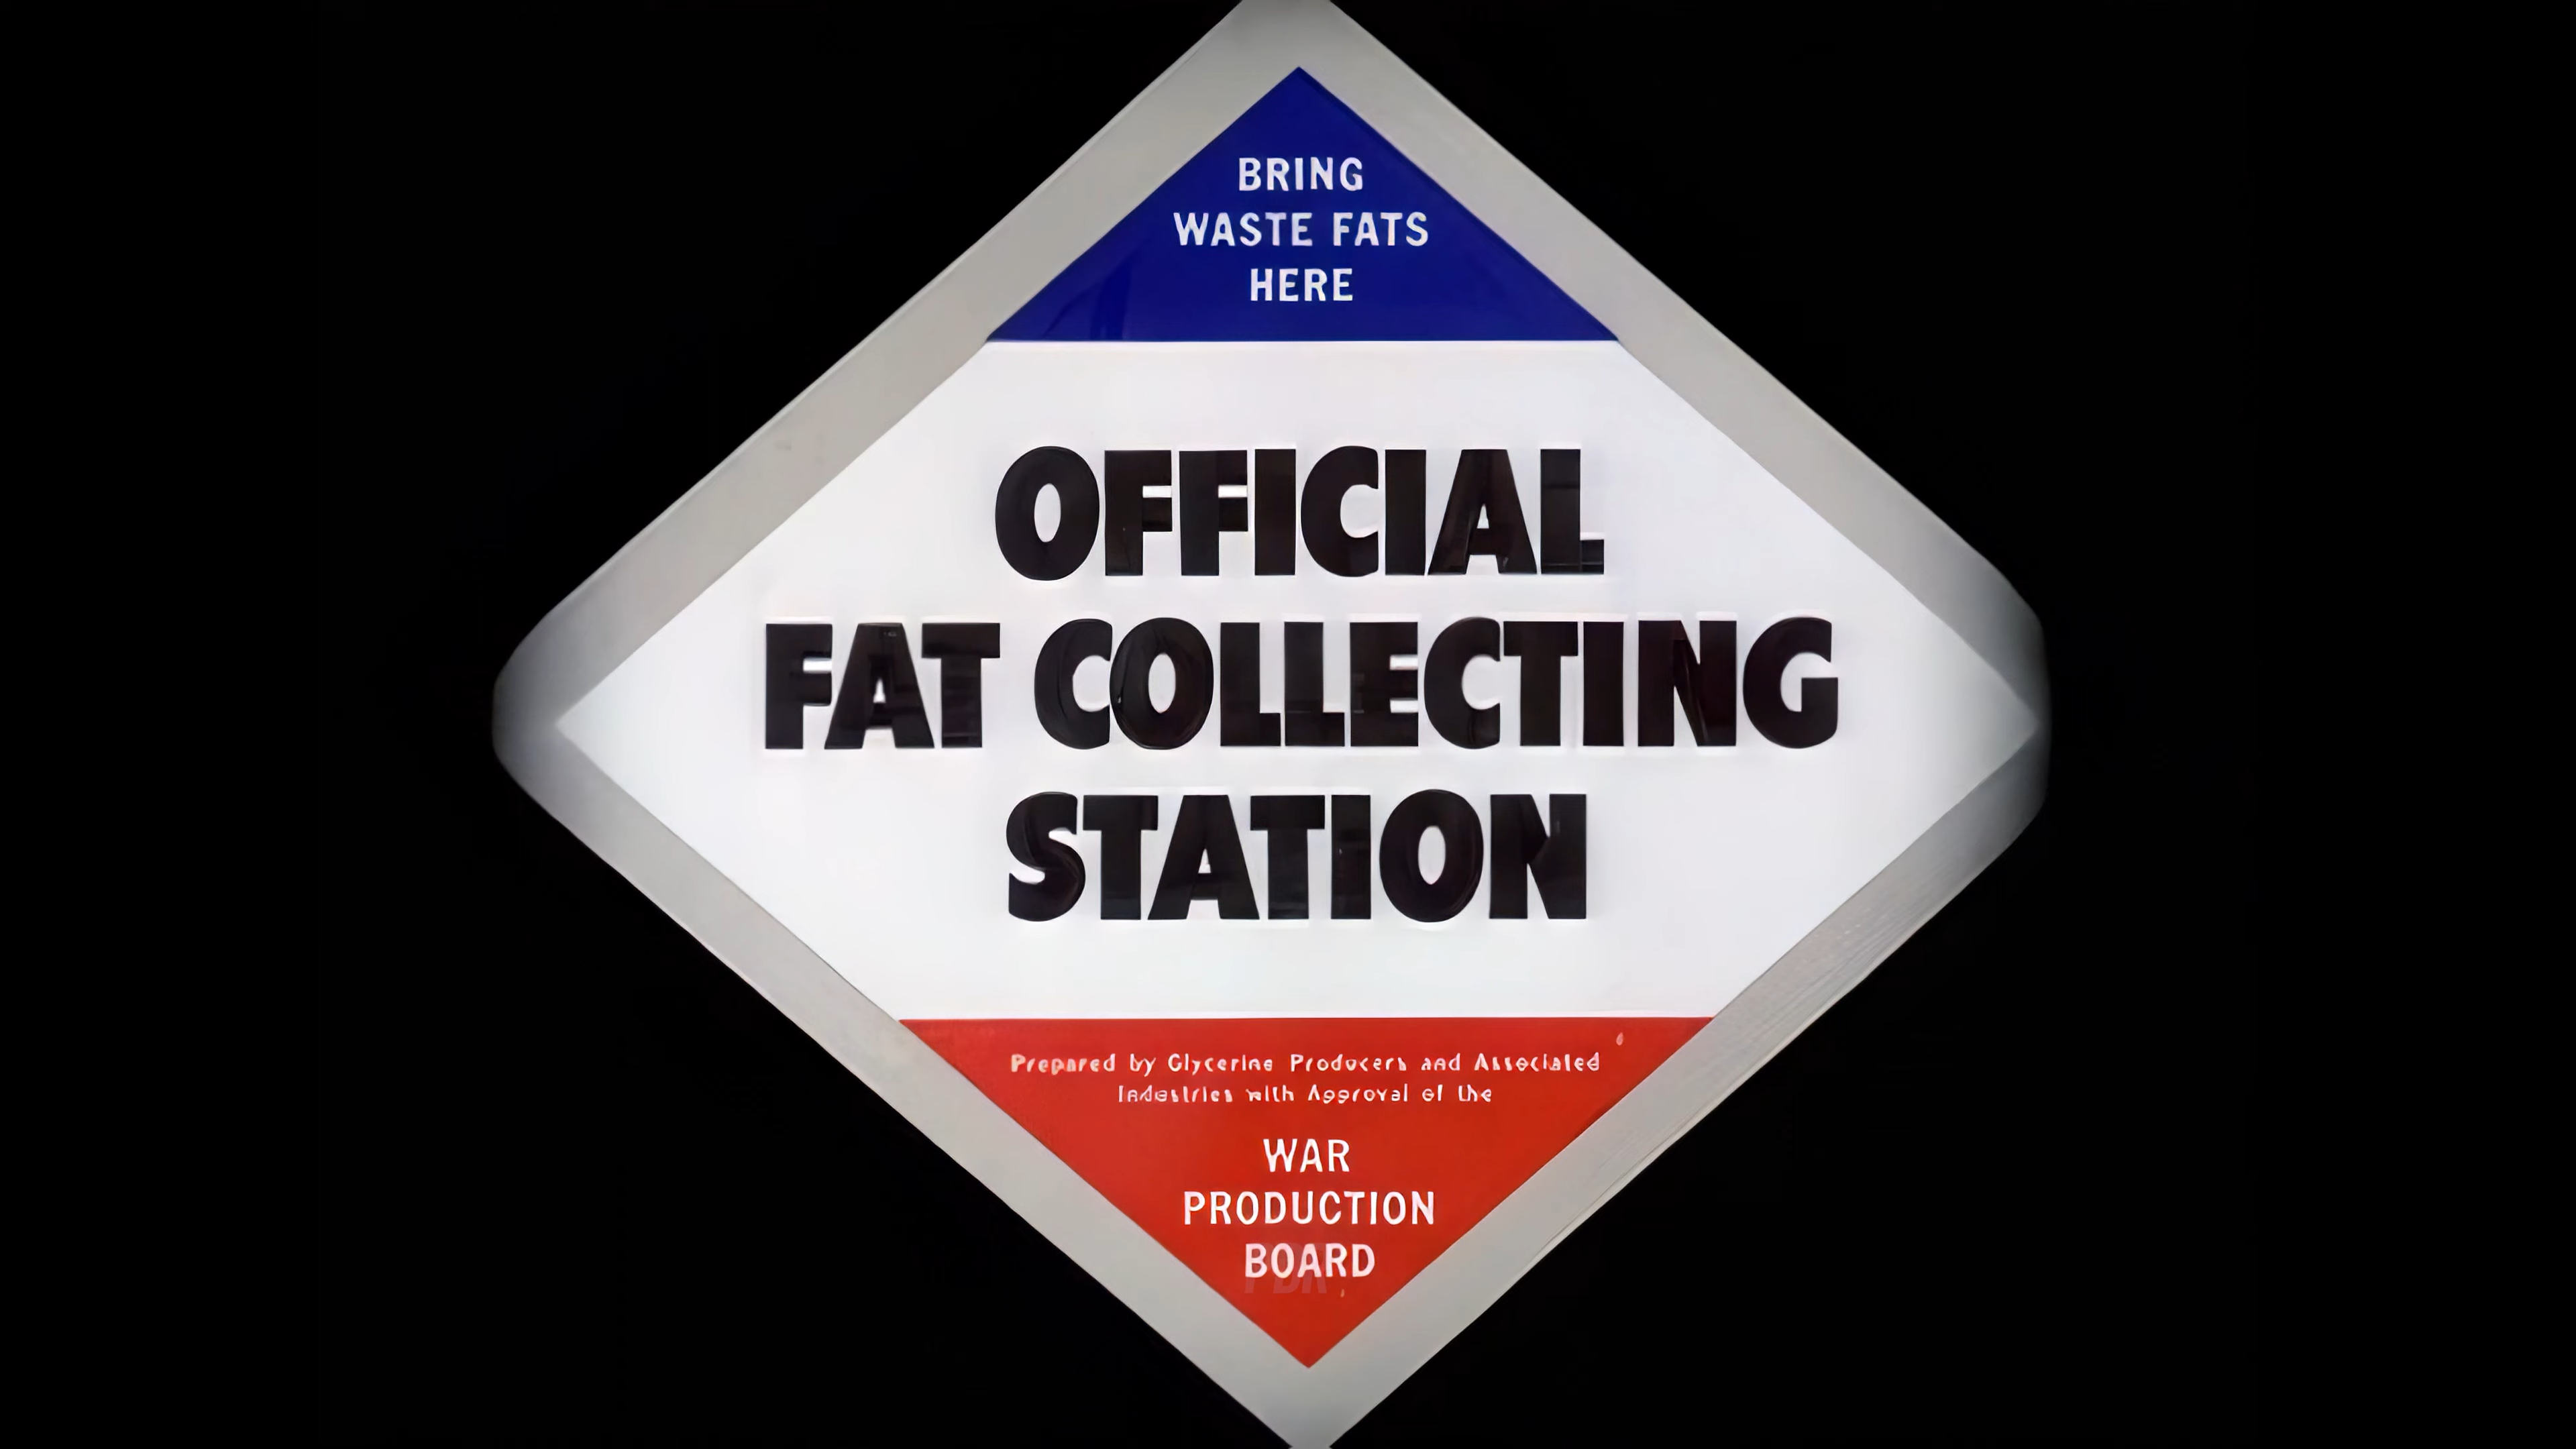 BRING
WASTE FATS
HERE
OFFICIAL
FAT COLLECTING
STATION
Prepared by Glycerine Producers and Associated
Industries with Approval of the
WAR
PRODUCTION
BOARD